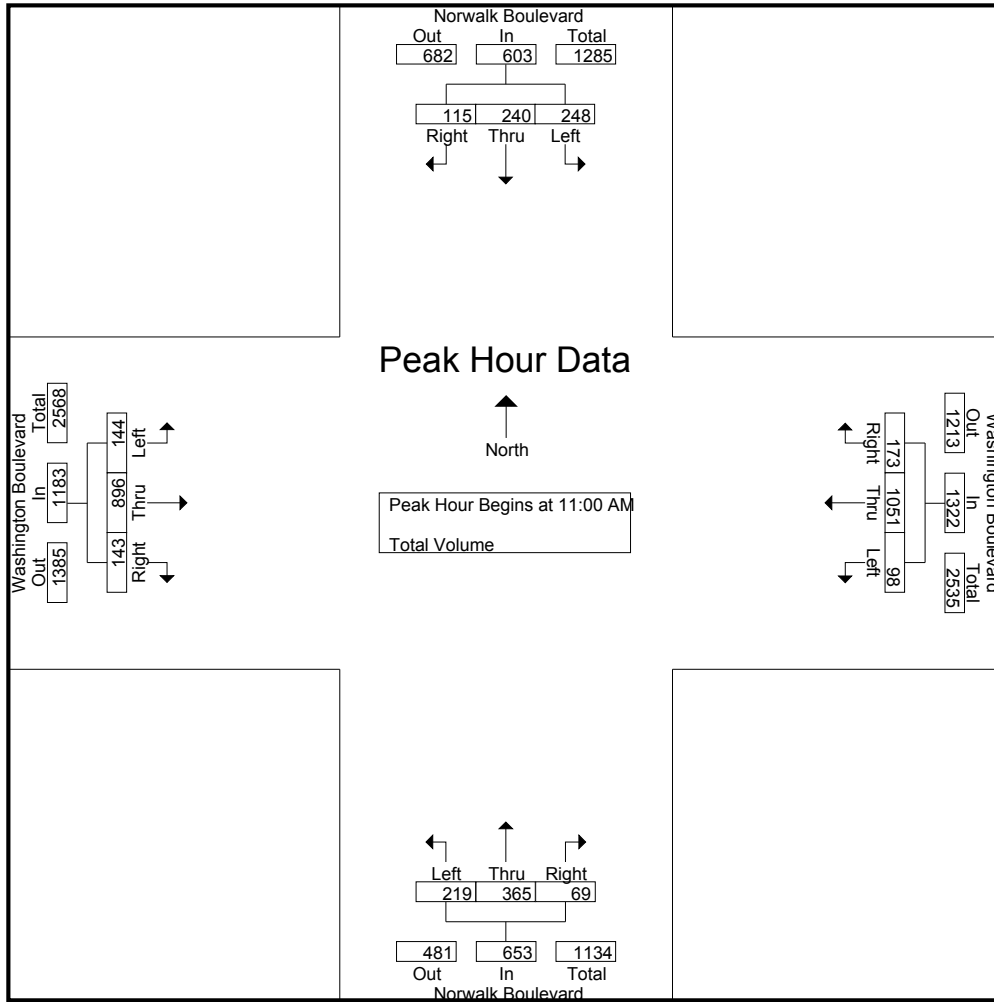 Norwalk Boulevard
Out In Total
682 603 1285
115 240 248
Right Thru Left
Peak Hour Data
North
Peak Hour Begins at 11:00 AM
Total Volume
Washington Boulevard
Out In Total
1385 1183 2568
144 896 143
Left Thru Right
Washington Boulevard
Out In Total
1213 1322 2535
173 1051 98
Right Thru Left
Left Thru Right
219 365 69
481 653 1134
Out In Total
Norwalk Boulevard